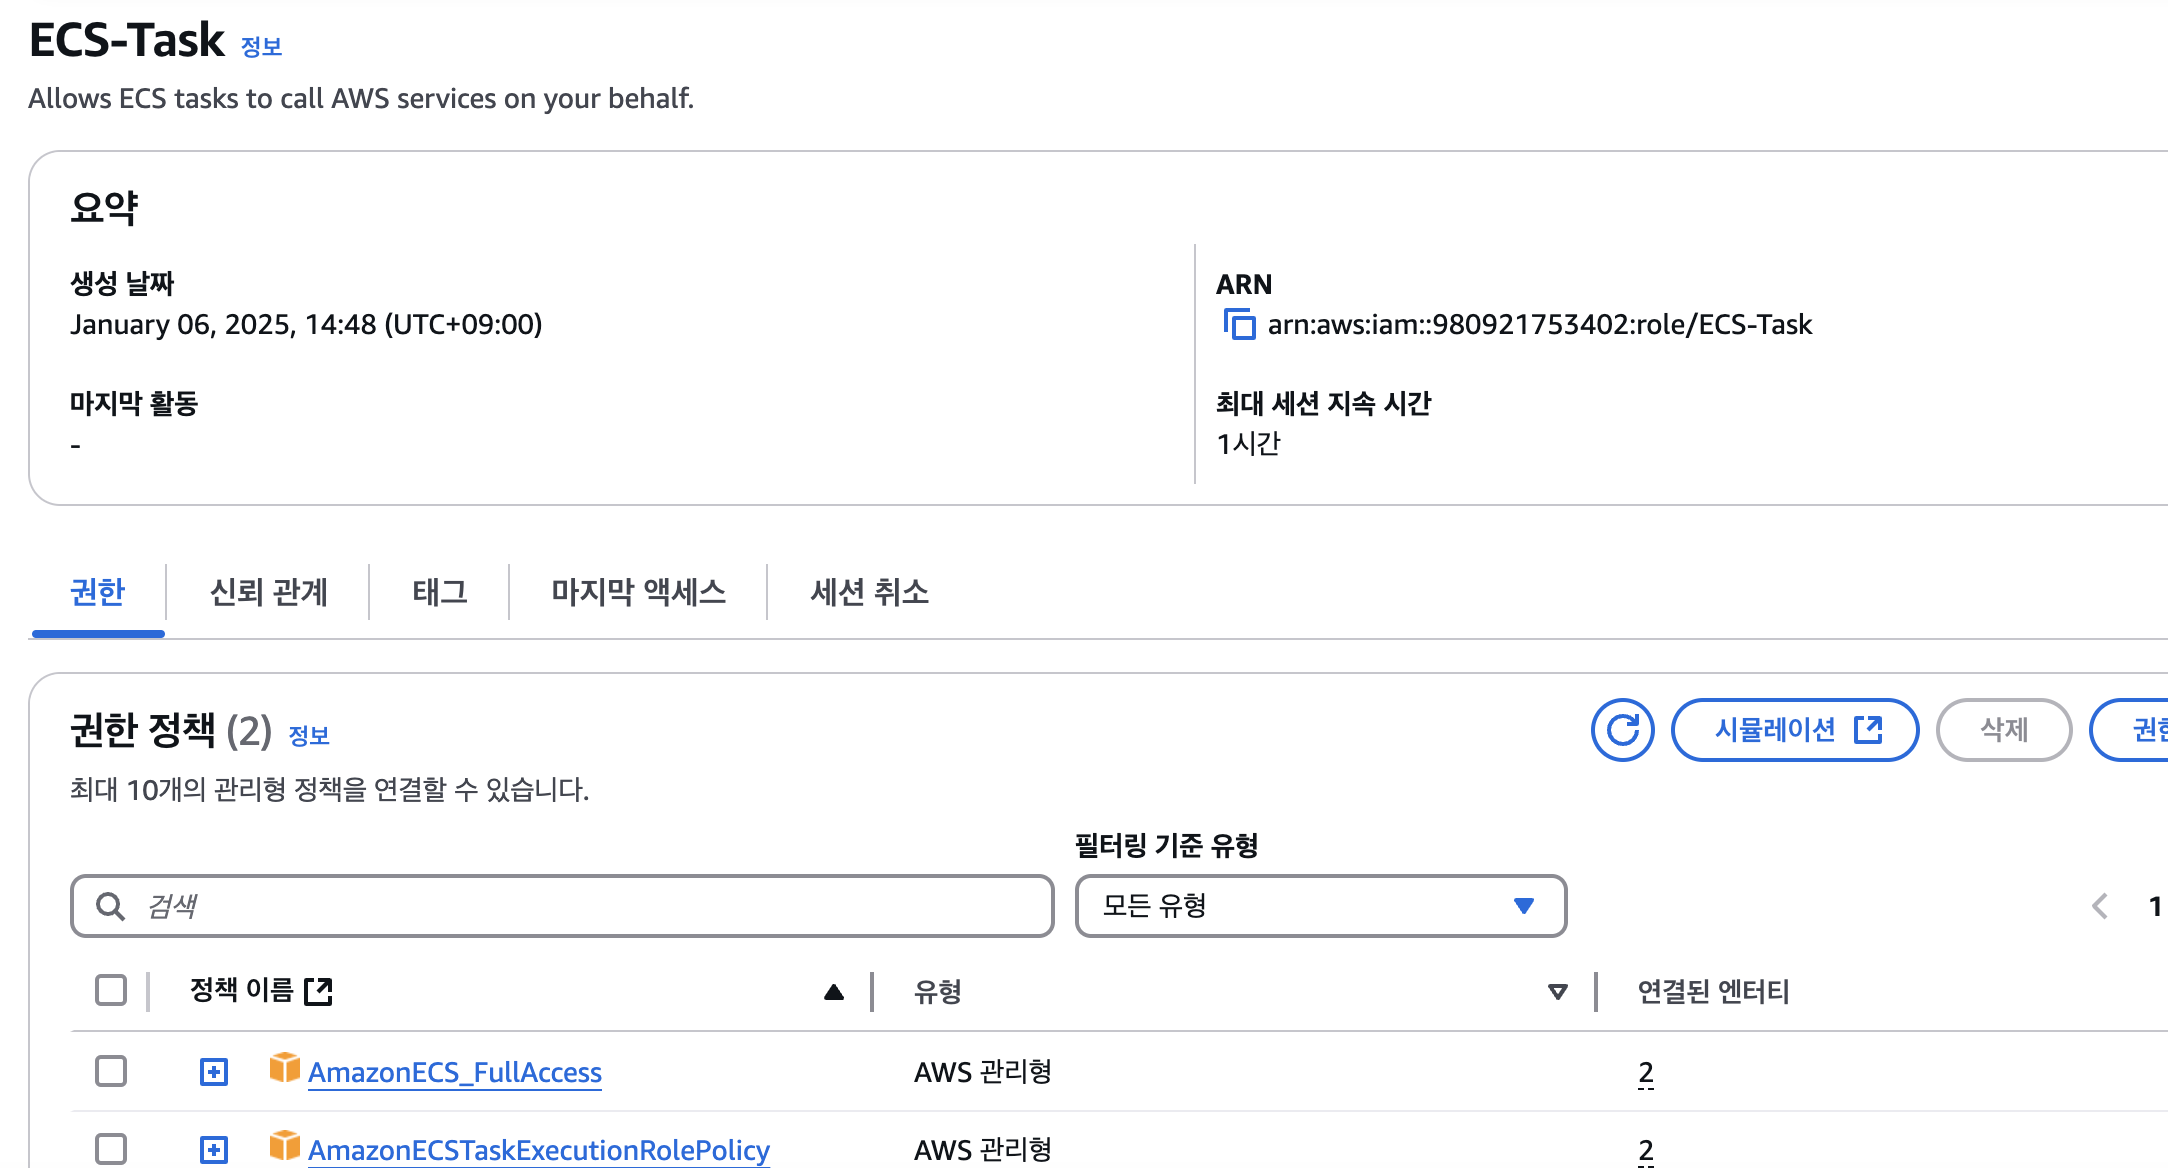 ECS-Task 정보
Allows ECS tasks to call AWS services on your behalf.
요약
생성 날짜
January 06, 2025, 14:48 (UTC+09:00)
ARN
arn:aws:iam::980921753402:role/ECS-Task
마지막 활동
-
최대 세션 지속 시간
1시간
권한 신뢰 관계 태그 마지막 액세스 세션 취소
권한 정책 (2) 정보
시뮬레이션 삭제 권한
최대 10개의 관리형 정책을 연결할 수 있습니다.
필터링 기준 유형
검색 모든 유형 1
정책 이름 유형 연결된 엔터티
AmazonECS_FullAccess AWS 관리형 2
AmazonECSTaskExecutionRolePolicy AWS 관리형 2